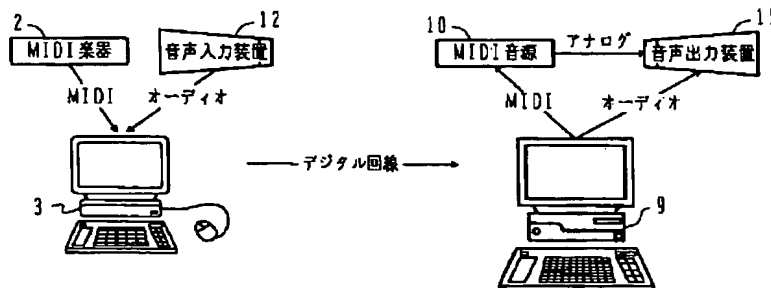 2
MIDI楽器
12
音声入力装置
MIDI
オーディオ
3
デジタル回線
10
MIDI音源
アナログ
音声出力装置
MIDI
オーディオ
9